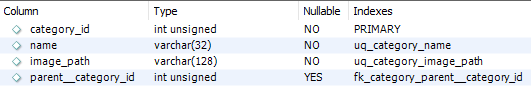 Column Type Nullable Indexes
category_id int unsigned NO PRIMARY
name varchar(32) NO uq_category_name
image_path varchar(128) NO uq_category_image_path
parent__category_id int unsigned YES fk_category_parent__category_id